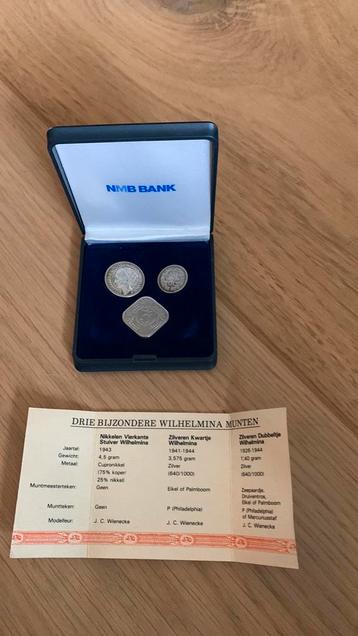 NMB BANK
DRIE BIJZONDERE WILHELMINA MUNTEN
Nikkelen Vierkante Zilveren Kwartje Zilveren Dubbeltje
Stuiver Wilhelmina Wilhelmina Wilhelmina
Jaartal: 1943 1941-1944 1926-1944
Gewicht: 4,5 gram 3,575 gram 1,40 gram
Metaal: Cupronikkel Zilver Zilver
(75% koper (640/1000) (640/1000)
25% nikkel)
Muntmeesterteken: Geen Eikel of Palmboom Zeepaardje,
Druiventros,
Eikel of Palmboom
Muntteken: Geen P (Philadelphia) P (Philadelphia)
of Mercuriusstaf
Modelleur: J. C. Wienecke J. C. Wienecke J. C. Wienecke